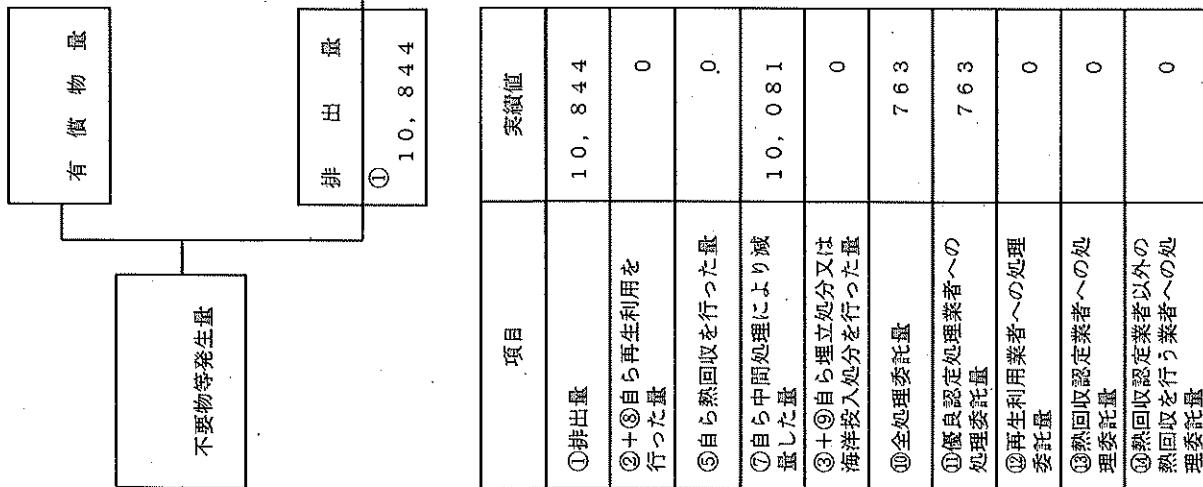 不要物等発生量
有償物量
排出量
①
10,844
項目
実績値
①排出量
10,844
②+⑧自ら再生利用を
行った量
0
⑤自ら熱回収を行った量
0
⑦自ら中間処理により減
量した量
10,081
③+⑨自ら埋立処分又は
海洋投入処分を行った量
0
⑩全処理委託量
763
⑪優良認定処理業者への
処理委託量
763
⑫再生利用業者への処理
委託量
0
⑬熱回収認定業者への処
理委託量
0
⑭熱回収認定業者以外の
熱回収を行う業者への処
理委託量
0